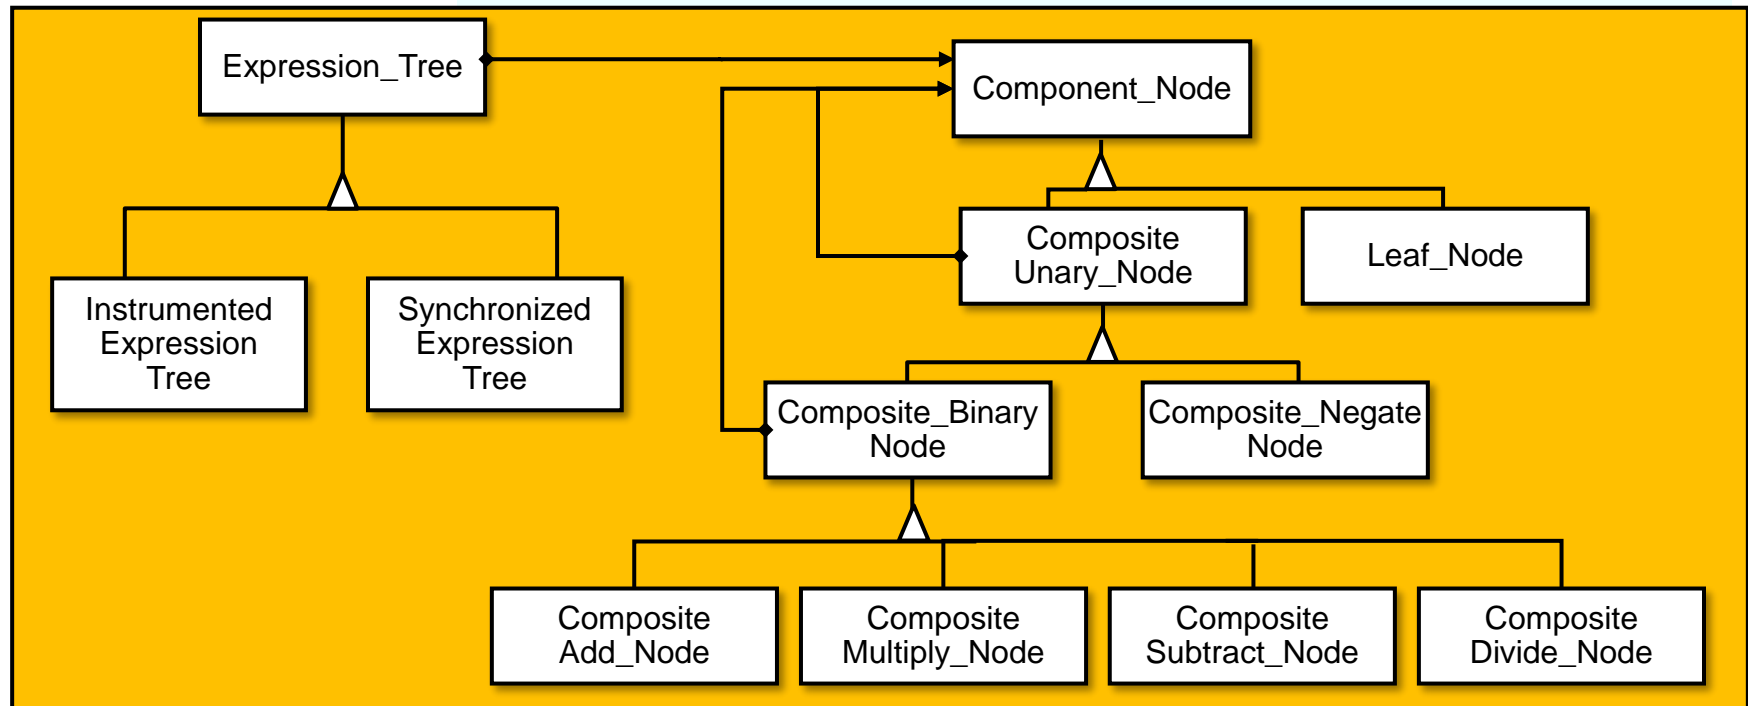 Expression_Tree
Component_Node
Composite
Unary_Node
Leaf_Node
Instrumented
Expression
Tree
Synchronized
Expression
Tree
Composite_Binary
Node
Composite_Negate
Node
Composite
Add_Node
Composite
Multiply_Node
Composite
Subtract_Node
Composite
Divide_Node